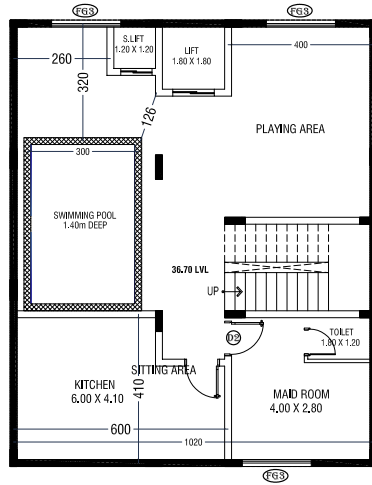 FG3
FG3
S.LIFT
1.20 X 1.20
LIFT
1.80 X 1.80
400
260
320
126
PLAYING AREA
300
SWIMMING POOL
1.40m DEEP
36.70 LVL
UP
D2
TOILET
1.80 X 1.20
SITTING AREA
KITCHEN
6.00 X 4.10
410
MAID ROOM
4.00 X 2.80
600
1020
FG3